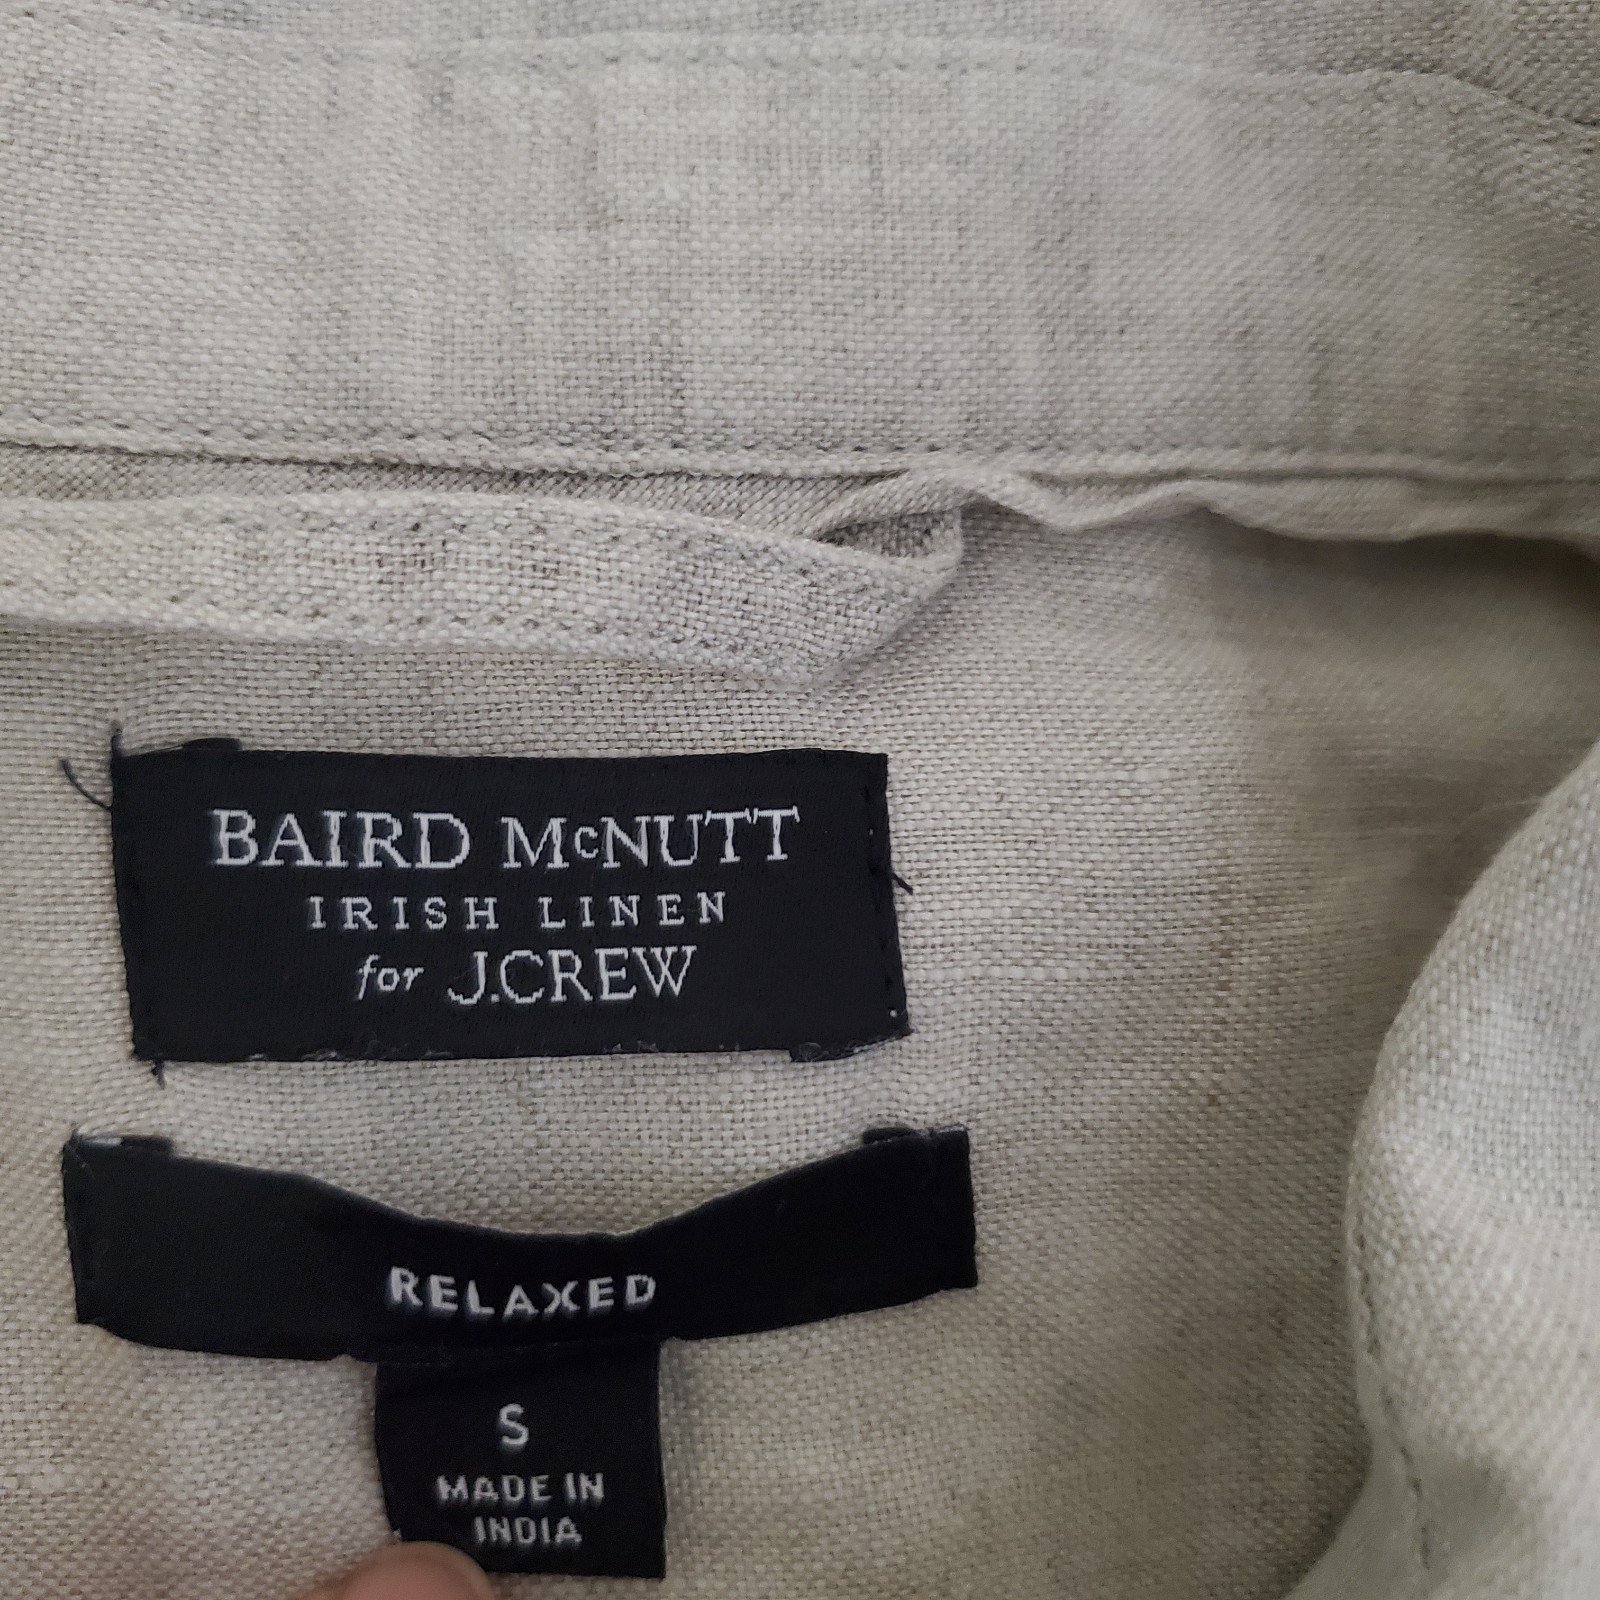 BAIRD McNUTT
IRISH LINEN
for J.CREW
RELAXED
S
MADE IN
INDIA